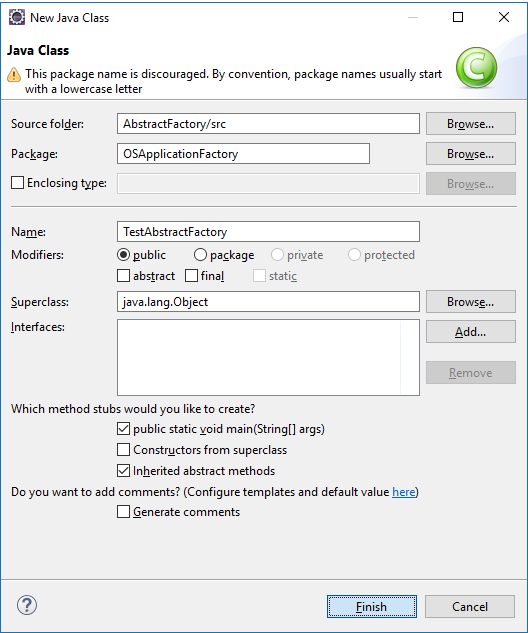 New Java Class
Java Class
This package name is discouraged. By convention, package names usually start
with a lowercase letter
Source folder: AbstractFactory/src Browse...
Package: OSApplicationFactory Browse...
Enclosing type: Browse...
Name: TestAbstractFactory
Modifiers: public package private protected
abstract final static
Superclass: java.lang.Object Browse...
Interfaces: Add...
Remove
Which method stubs would you like to create?
public static void main(String[] args)
Constructors from superclass
Inherited abstract methods
Do you want to add comments? (Configure templates and default value here)
Generate comments
? Finish Cancel